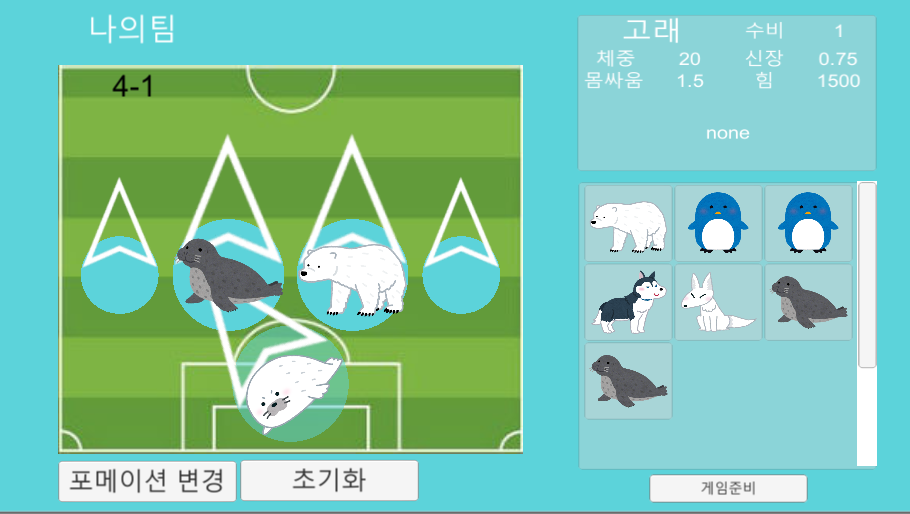 나의팀
4-1
포메이션 변경
초기화
고래 수비 1
체중 20 신장 0.75
몸싸움 1.5 힘 1500
none
게임준비